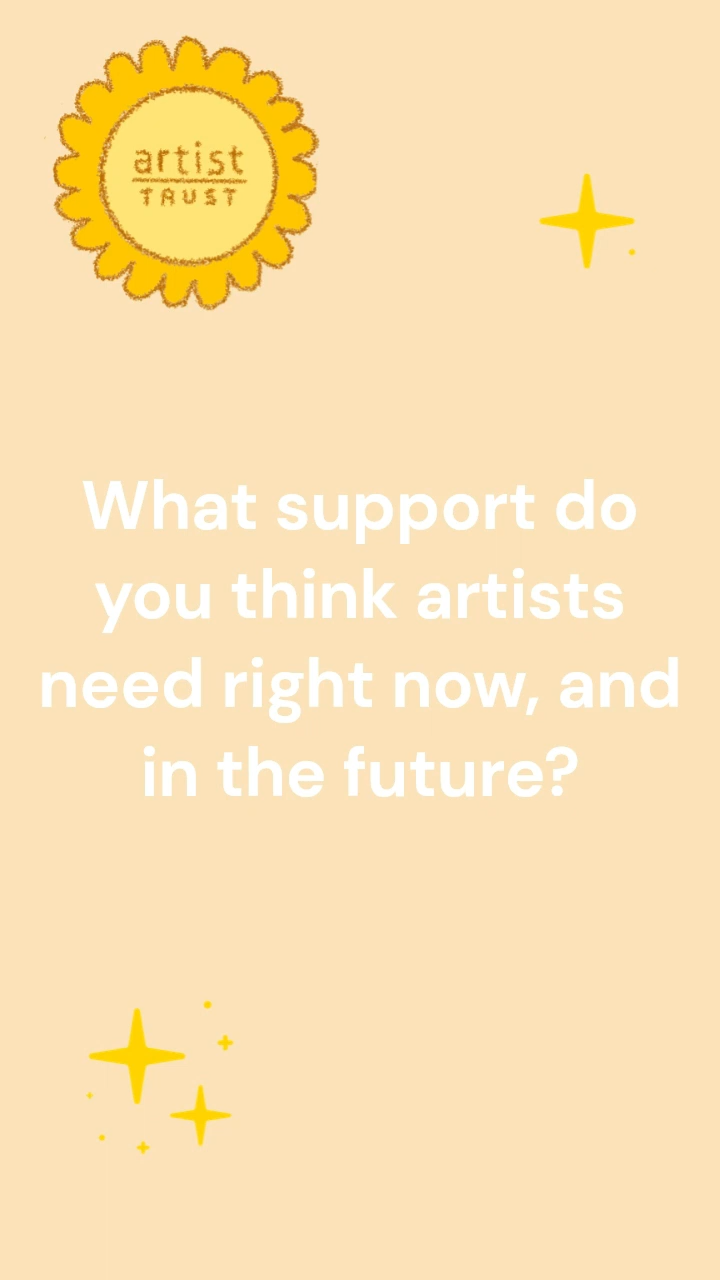 artist
TRUST
What support do
you think artists
need right now, and
in the future?